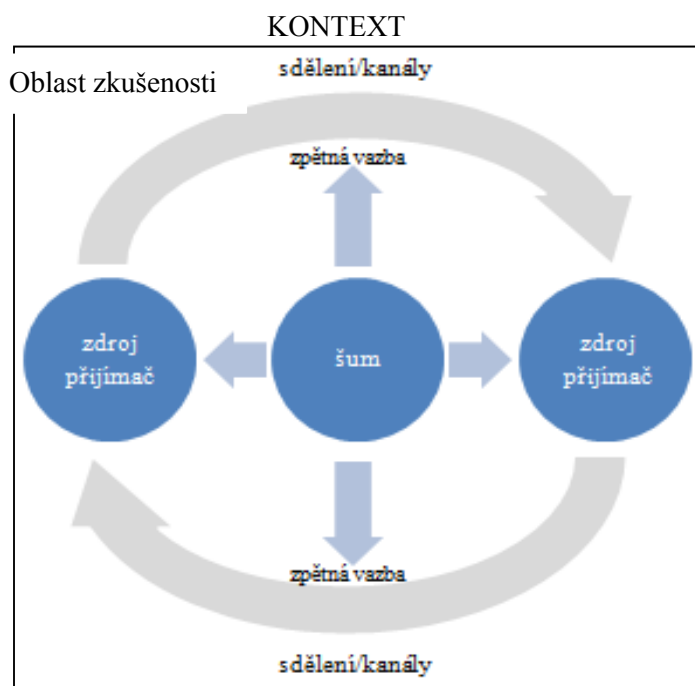 KONTEXT
sdělení/kanály
Oblast zkušenosti
zpětná vazba
zdroj
přijímač
šum
zdroj
přijímač
zpětná vazba
sdělení/kanály